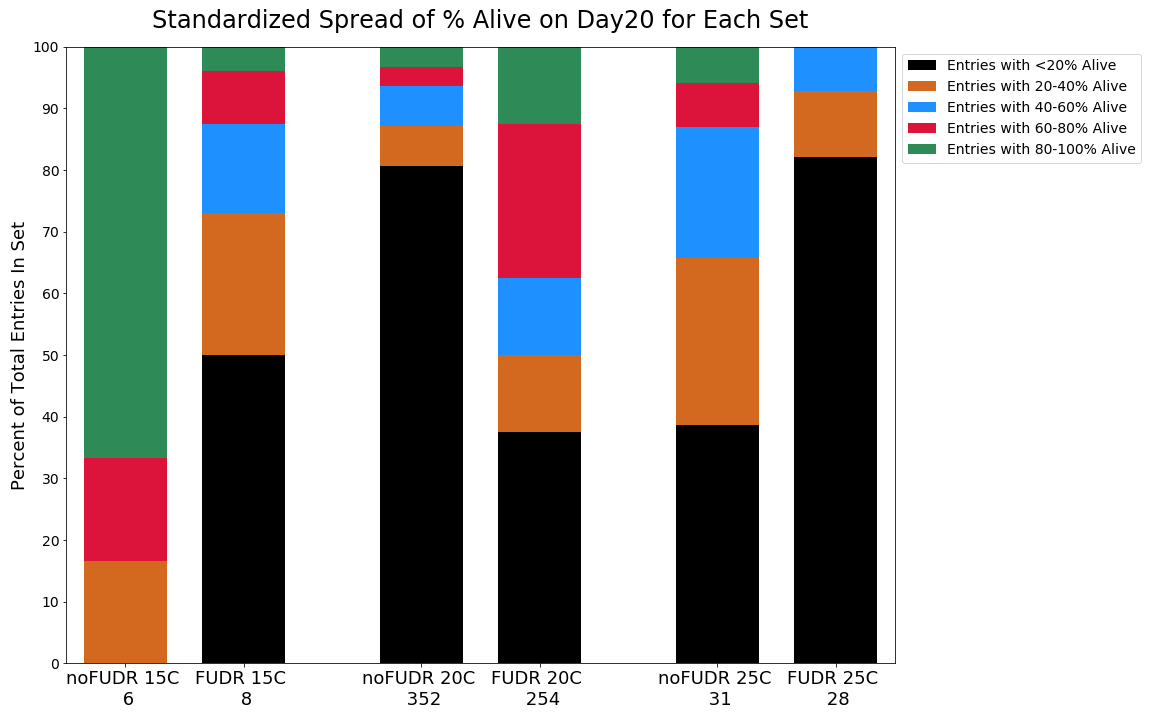 Standardized Spread of % Alive on Day20 for Each Set
Percent of Total Entries In Set
100
90
80
70
60
50
40
30
20
10
0
noFUDR 15C
6
FUDR 15C
8
noFUDR 20C
352
FUDR 20C
254
noFUDR 25C
31
FUDR 25C
28
Entries with <20% Alive
Entries with 20-40% Alive
Entries with 40-60% Alive
Entries with 60-80% Alive
Entries with 80-100% Alive